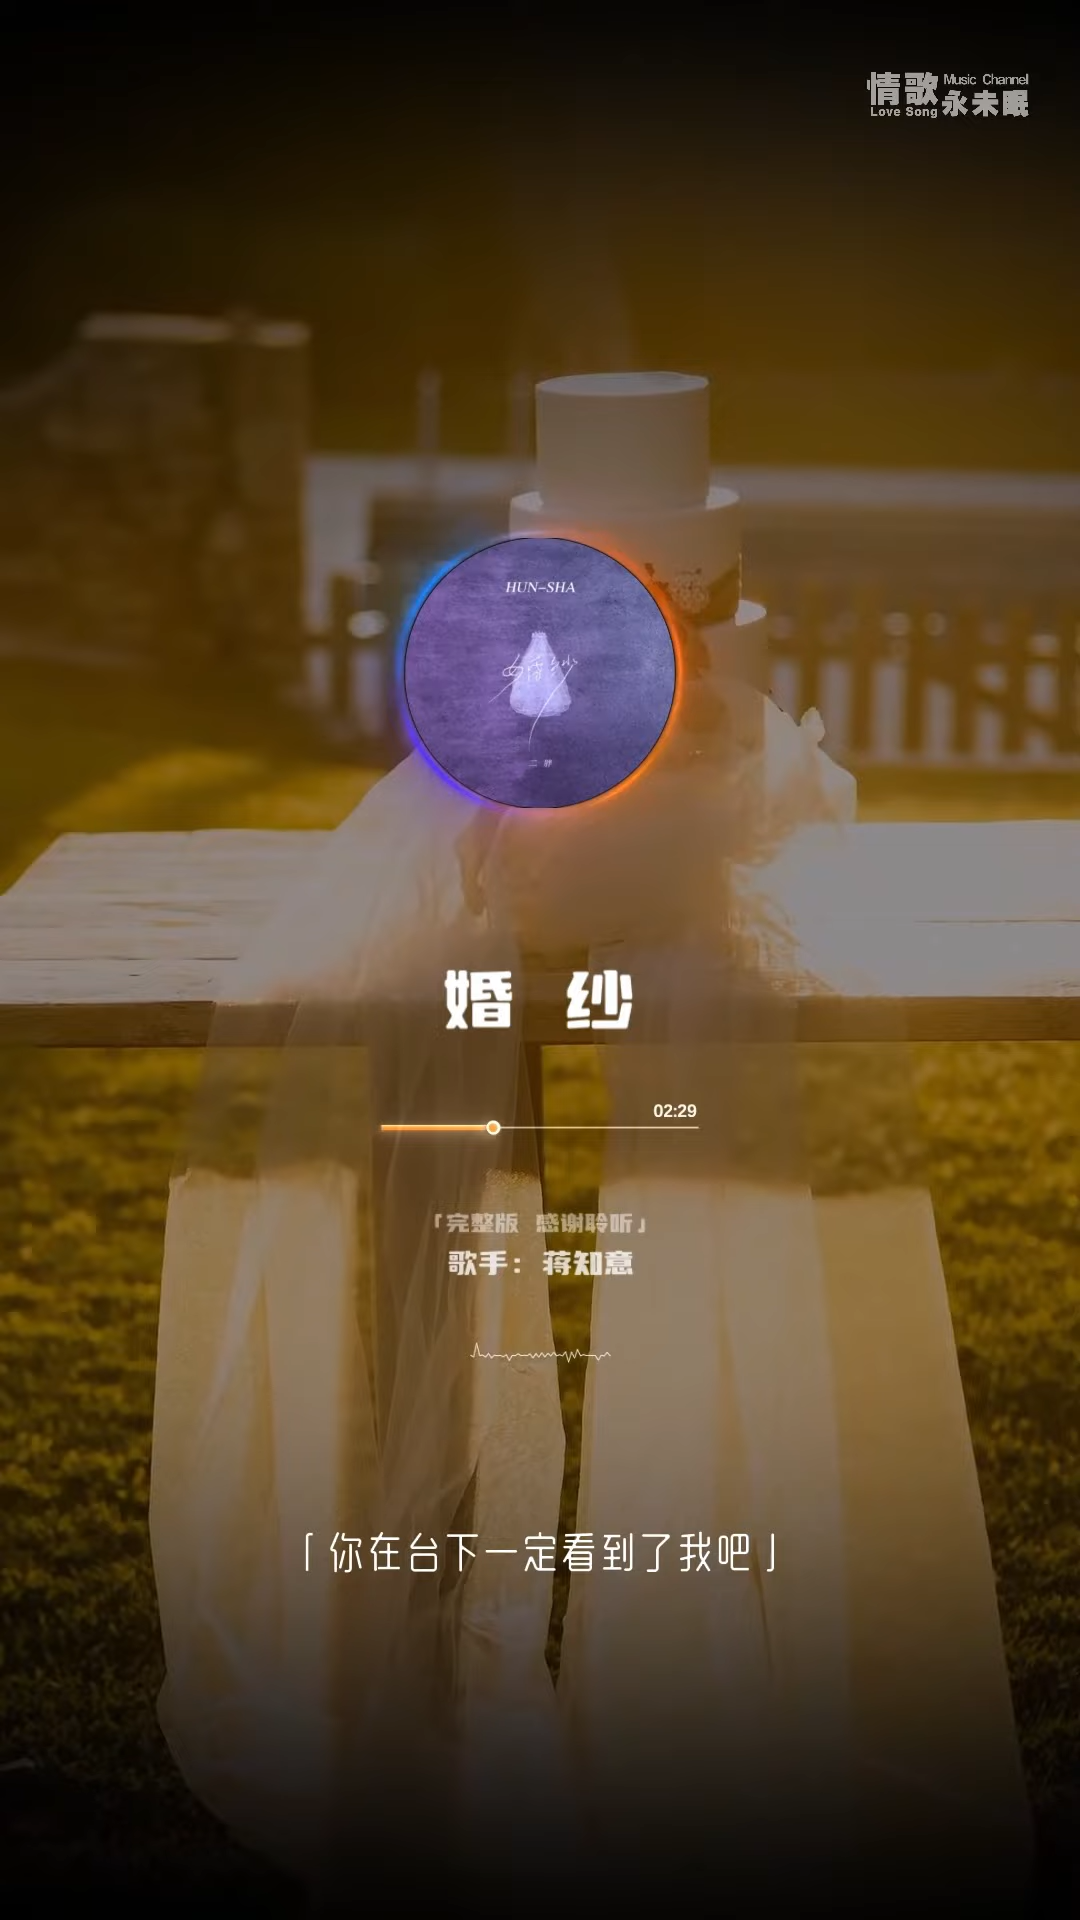 情歌 Music Channel
Love Song 永未眠
HUN-SHA
婚纱
婚 纱
02:29
「完整版 感谢聆听」
歌手：蒋知意
「你在台下一定看到了我吧」